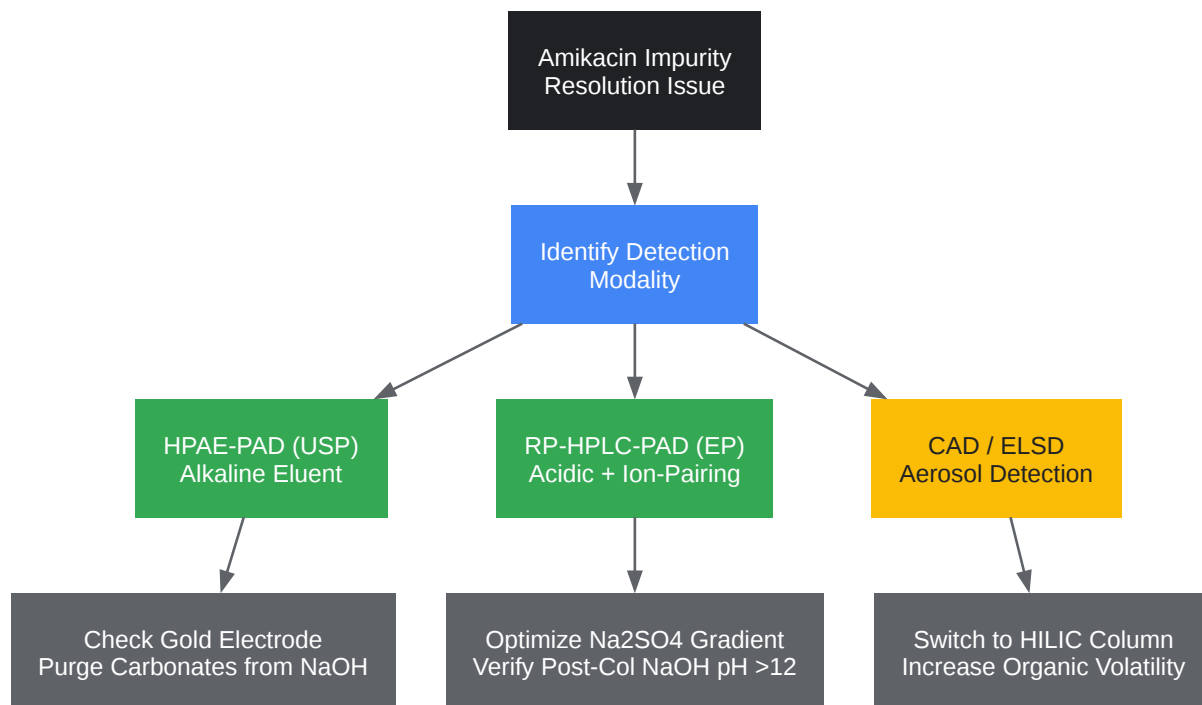 Amikacin Impurity
Resolution Issue
Identify Detection
Modality
HPAE-PAD (USP)
Alkaline Eluent
RP-HPLC-PAD (EP)
Acidic + Ion-Pairing
CAD / ELSD
Aerosol Detection
Check Gold Electrode
Purge Carbonates from NaOH
Optimize Na2SO4 Gradient
Verify Post-Col NaOH pH >12
Switch to HILIC Column
Increase Organic Volatility